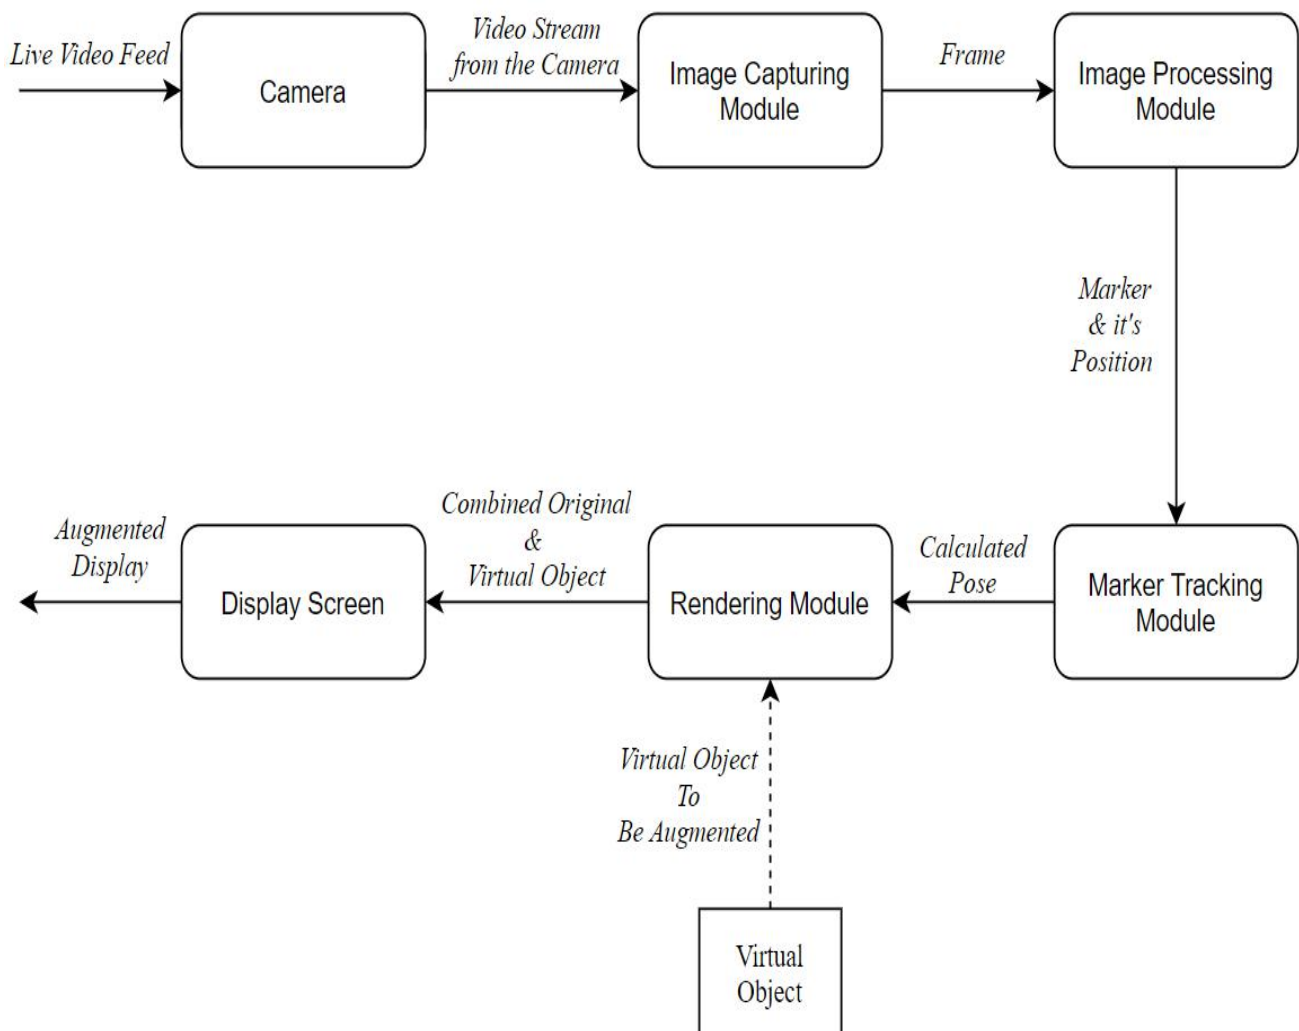 Live Video Feed
Camera
Video Stream
from the Camera
Image Capturing
Module
Frame
Image Processing
Module
Marker
& it's
Position
Marker Tracking
Module
Calculated
Pose
Rendering Module
Combined Original
&
Virtual Object
Display Screen
Augmented
Display
Virtual Object
To
Be Augmented
Virtual
Object